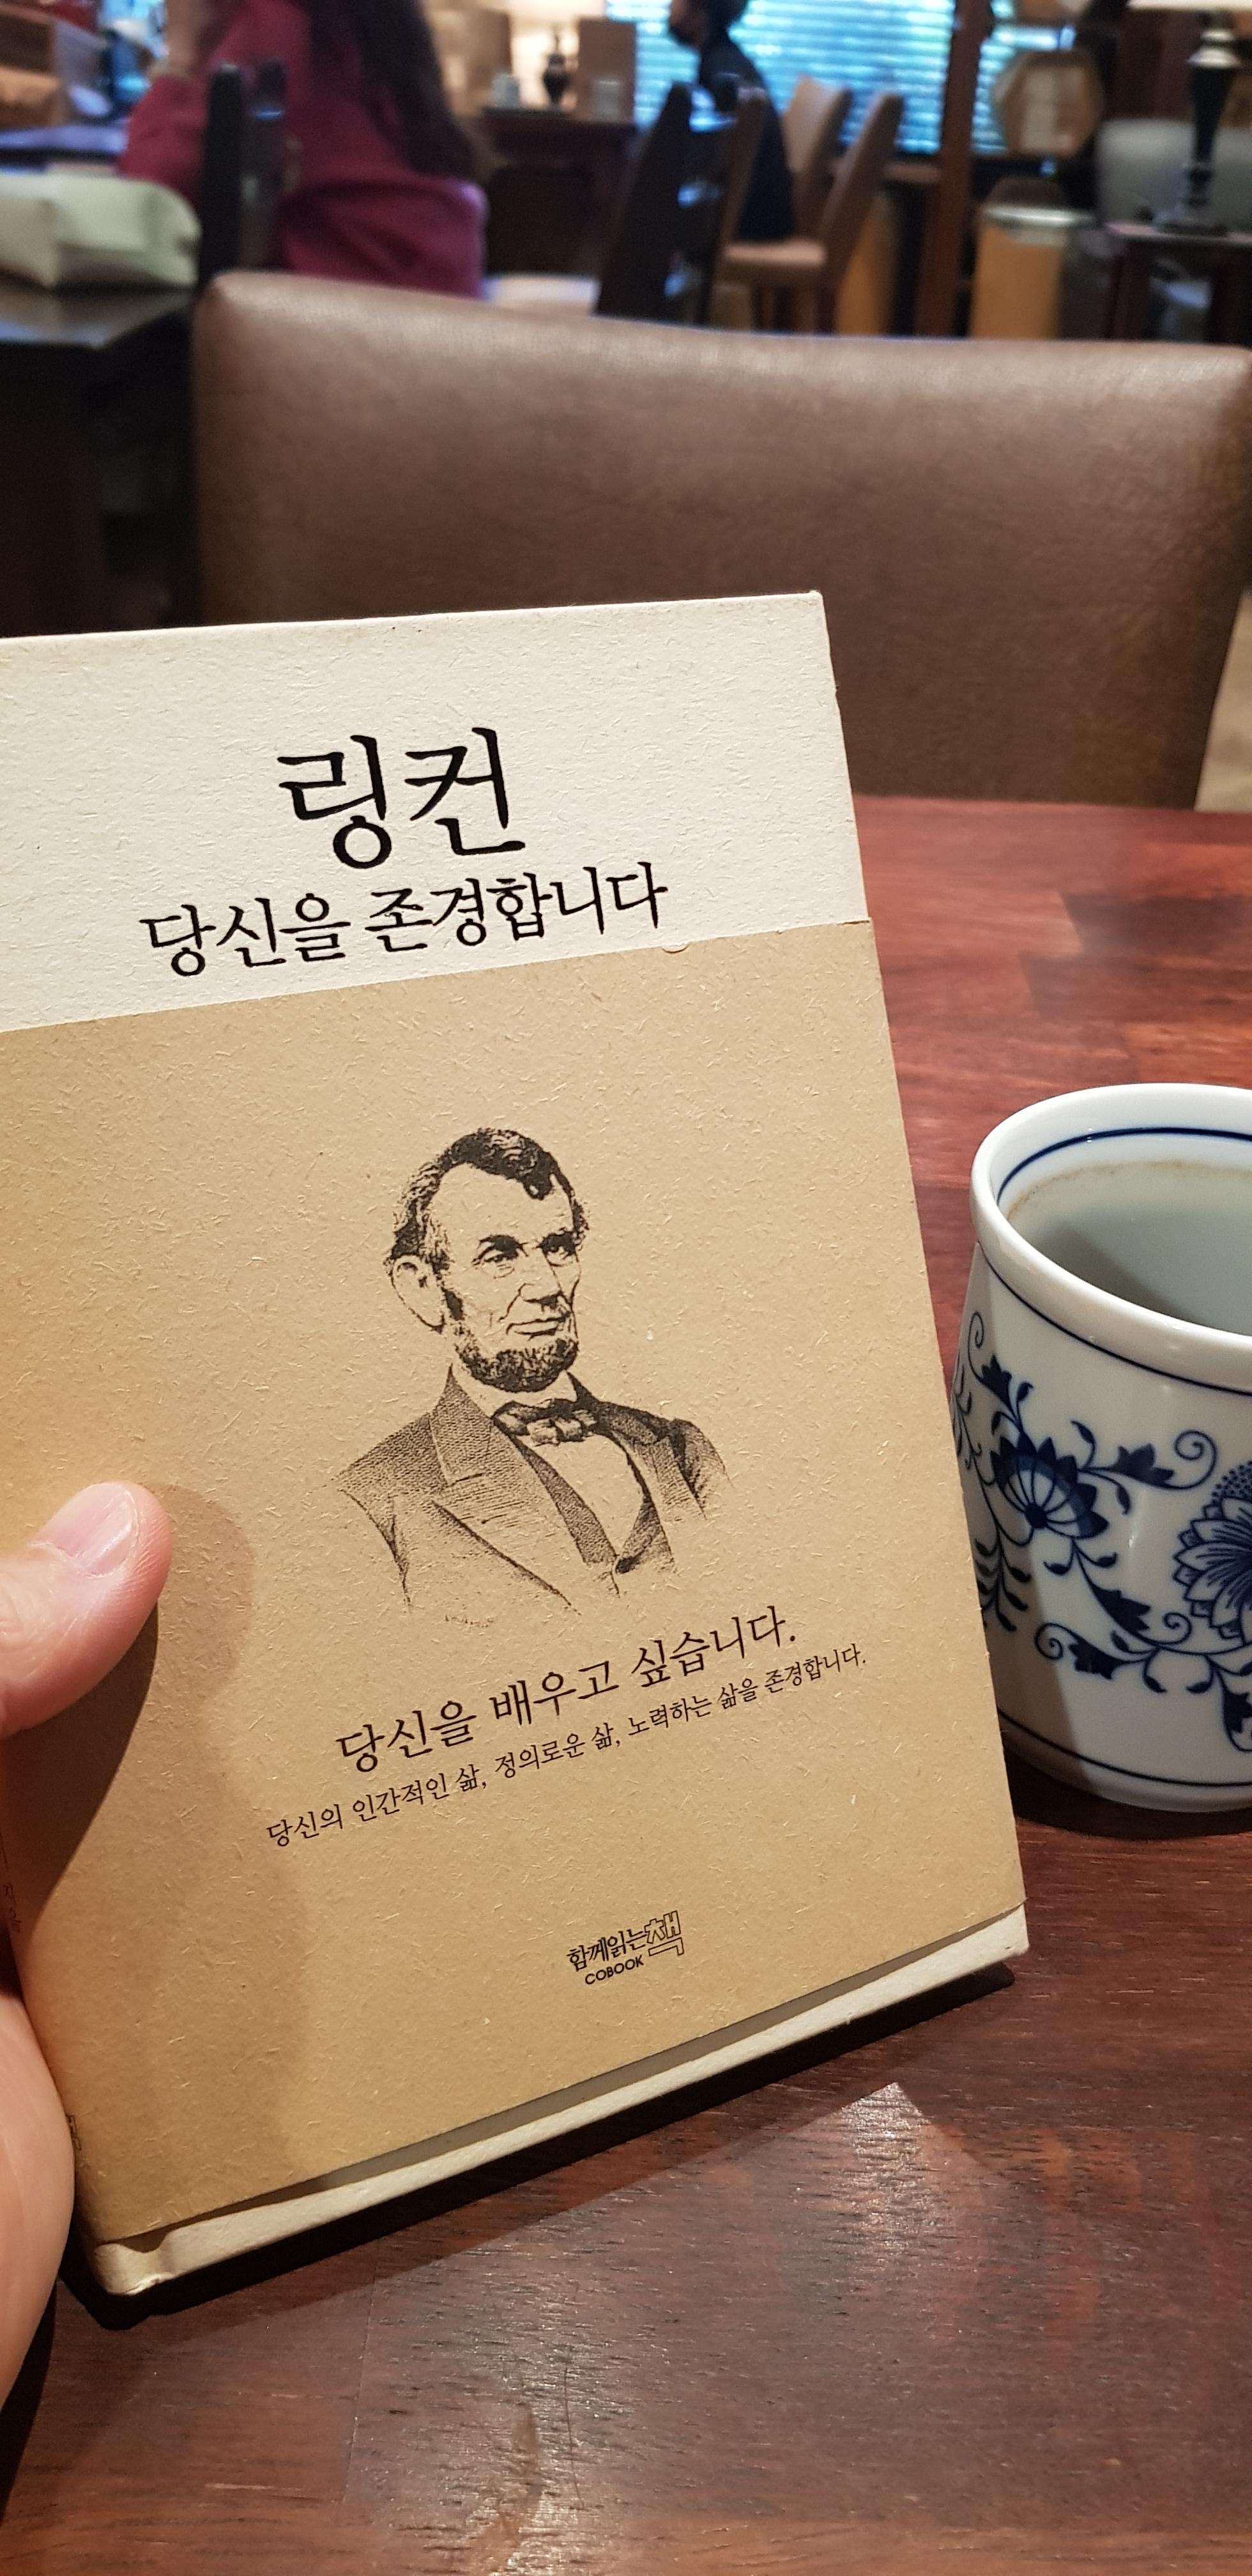 링컨
당신을 존경합니다
당신을 배우고 싶습니다.
당신의 인간적인 삶, 정의로운 삶, 노력하는 삶을 존경합니다.
함께읽는책
COBOOK